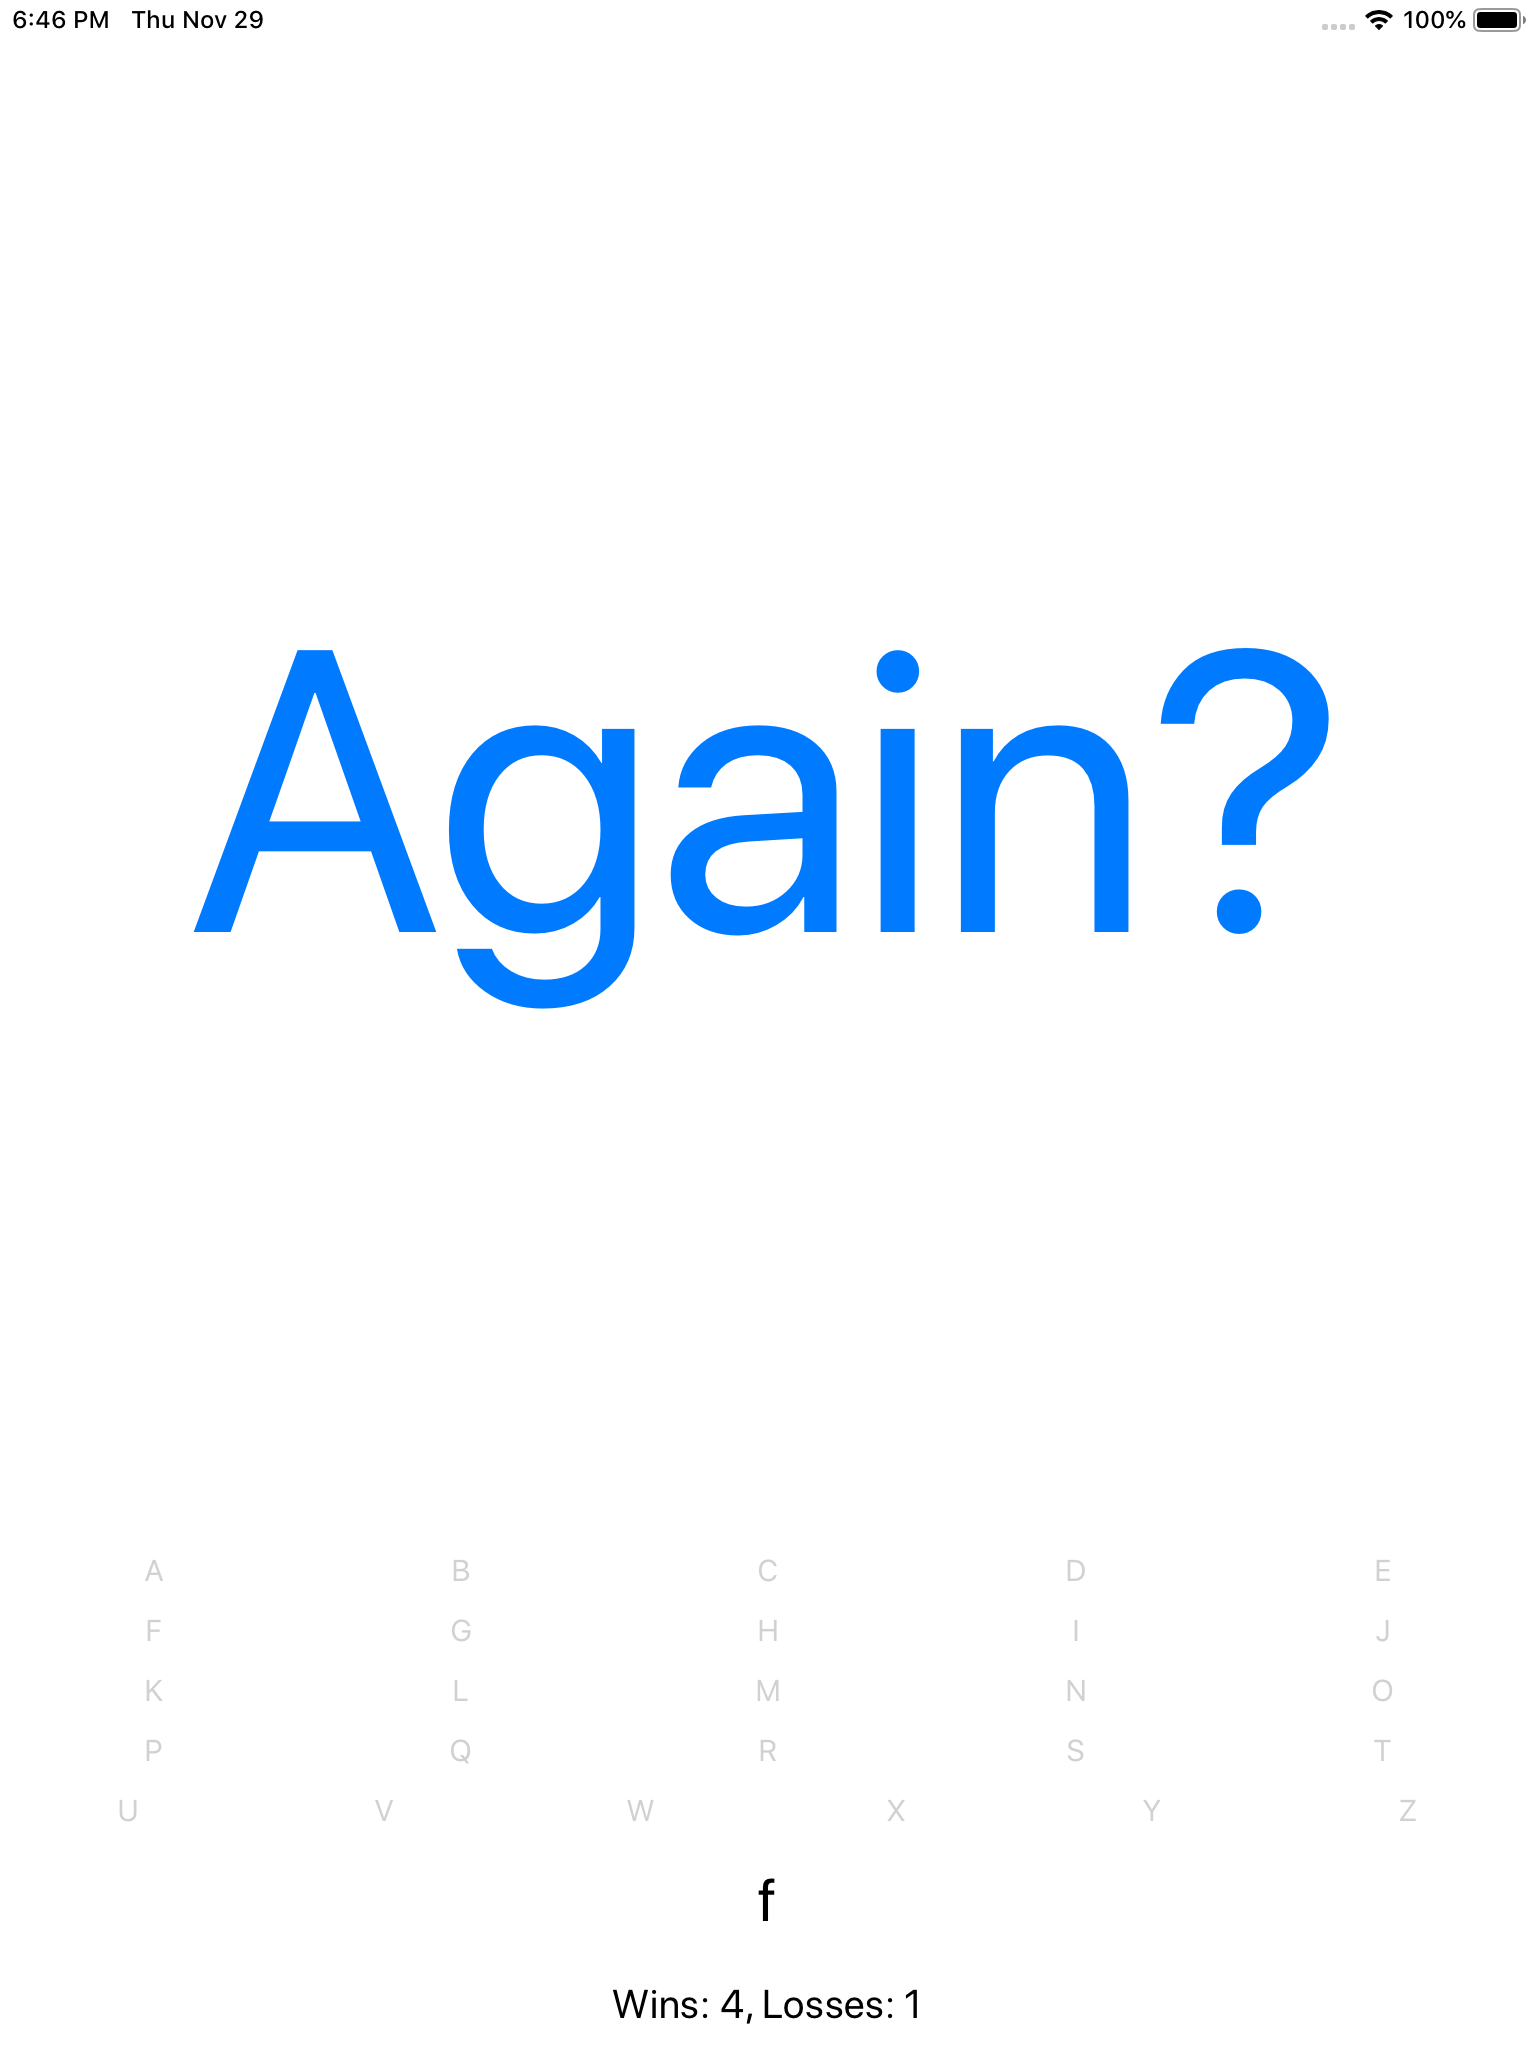 6:46 PM Thu Nov 29 100%
Again?
A B C D E
F G H I J
K L M N O
P Q R S T
U V W X Y Z
f
Wins: 4, Losses: 1